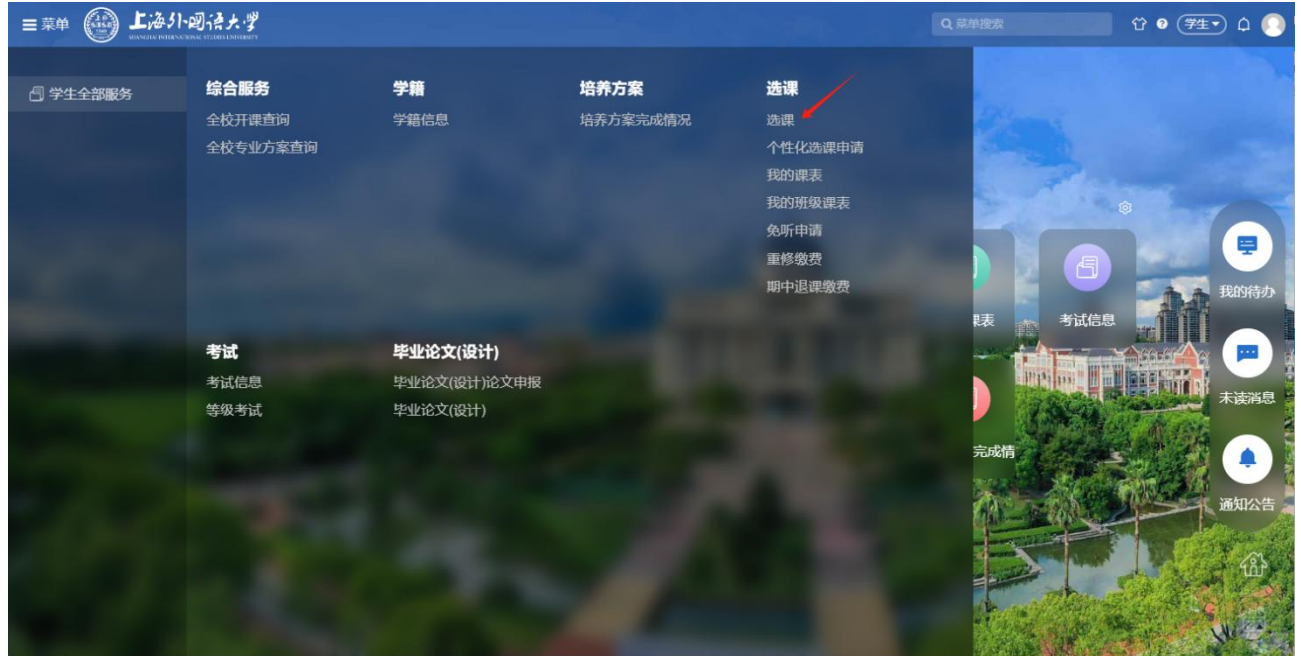 菜单
上海外国语大学
SHANGHAI INTERNATIONAL STUDIES UNIVERSITY
菜单搜索
学生
学生全部服务
综合服务
全校开课查询
全校专业方案查询
学籍
学籍信息
培养方案
培养方案完成情况
选课
选课
个性化选课申请
我的课表
我的班级课表
免听申请
重修缴费
期中退课缴费
考试
考试信息
等级考试
毕业论文(设计)
毕业论文(设计)论文申报
毕业论文(设计)
课表
考试信息
完成情
我的待办
未读消息
通知公告